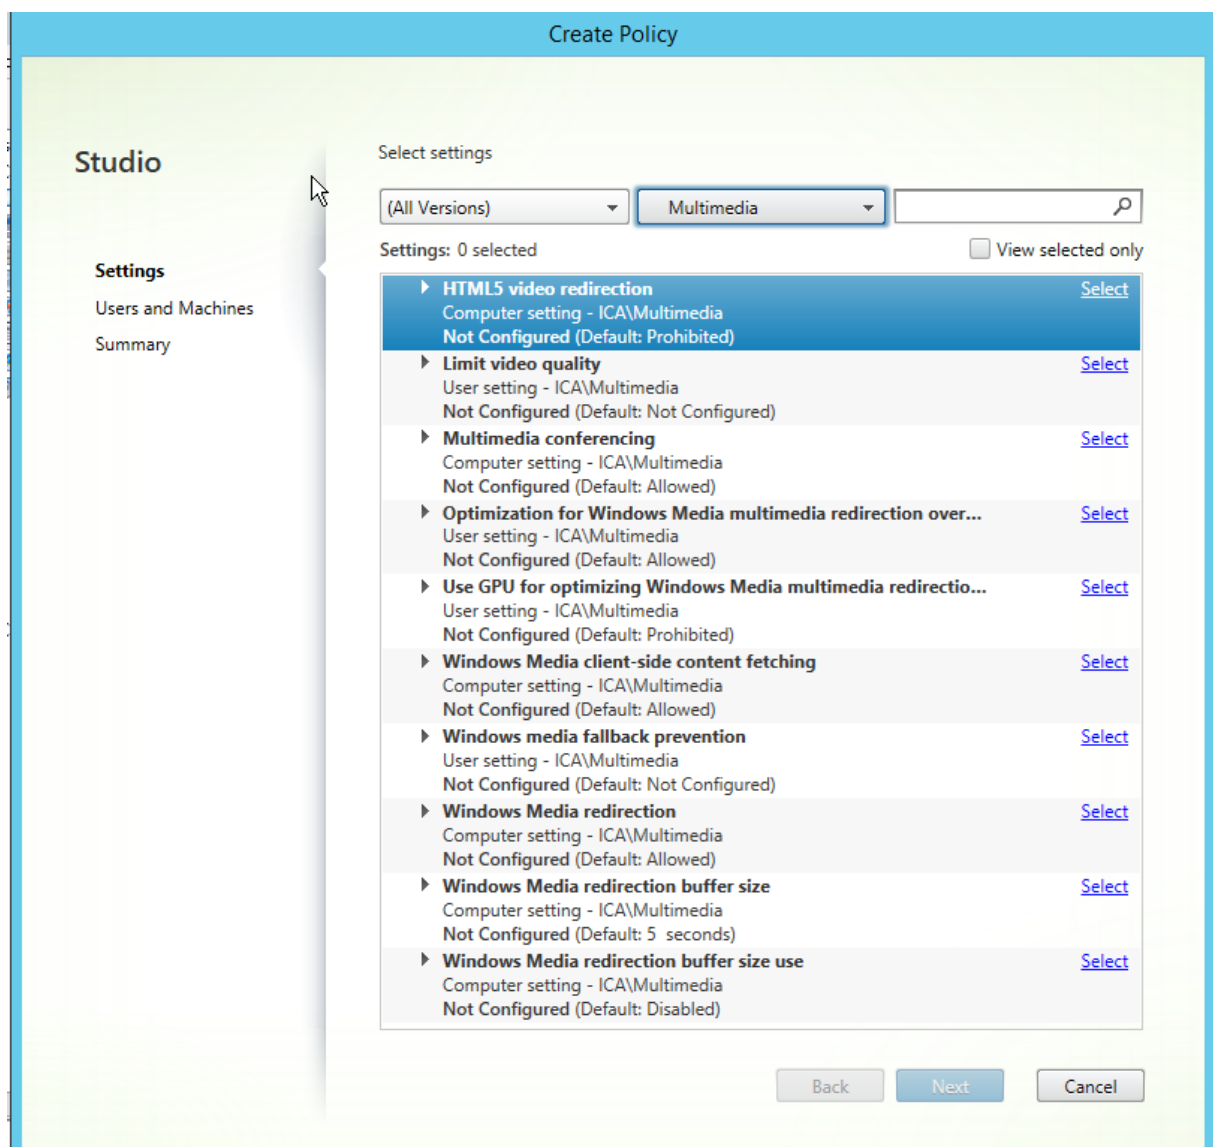 Create Policy
Studio
Settings
Users and Machines
Summary
Select settings
(All Versions)
Multimedia
Settings: 0 selected
View selected only
HTML5 video redirection
Select
Computer setting - ICA\Multimedia
Not Configured (Default: Prohibited)
Limit video quality
Select
User setting - ICA\Multimedia
Not Configured (Default: Not Configured)
Multimedia conferencing
Select
Computer setting - ICA\Multimedia
Not Configured (Default: Allowed)
Optimization for Windows Media multimedia redirection over...
Select
User setting - ICA\Multimedia
Not Configured (Default: Allowed)
Use GPU for optimizing Windows Media multimedia redirectio...
Select
User setting - ICA\Multimedia
Not Configured (Default: Prohibited)
Windows Media client-side content fetching
Select
Computer setting - ICA\Multimedia
Not Configured (Default: Allowed)
Windows media fallback prevention
Select
User setting - ICA\Multimedia
Not Configured (Default: Not Configured)
Windows Media redirection
Select
Computer setting - ICA\Multimedia
Not Configured (Default: Allowed)
Windows Media redirection buffer size
Select
Computer setting - ICA\Multimedia
Not Configured (Default: 5 seconds)
Windows Media redirection buffer size use
Select
Computer setting - ICA\Multimedia
Not Configured (Default: Disabled)
Back
Next
Cancel